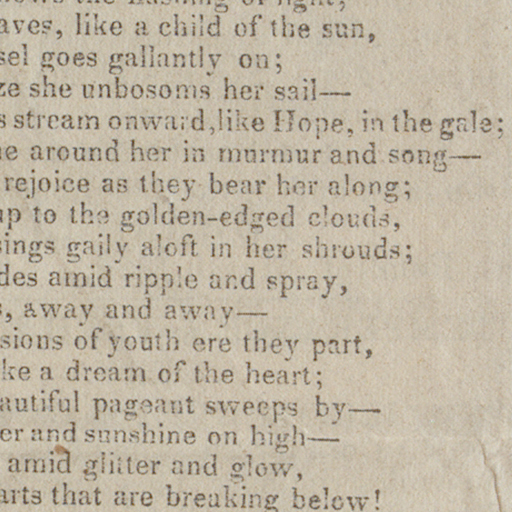 the flashing of light;
aves, like a child of the sun,
sel goes gallantly on;
ze she unbosoms her sail—
s stream onward, like Hope, in the gale;
e around her in murmur and song—
rejoice as they bear her along;
up to the golden-edged clouds,
sings gaily aloft in her shrouds;
des amid ripple and spray,
s, away and away—
sions of youth ere they part,
ke a dream of the heart;
autiful pageant sweeps by—
er and sunshine on high—
amid glitter and glow,
arts that are breaking below!